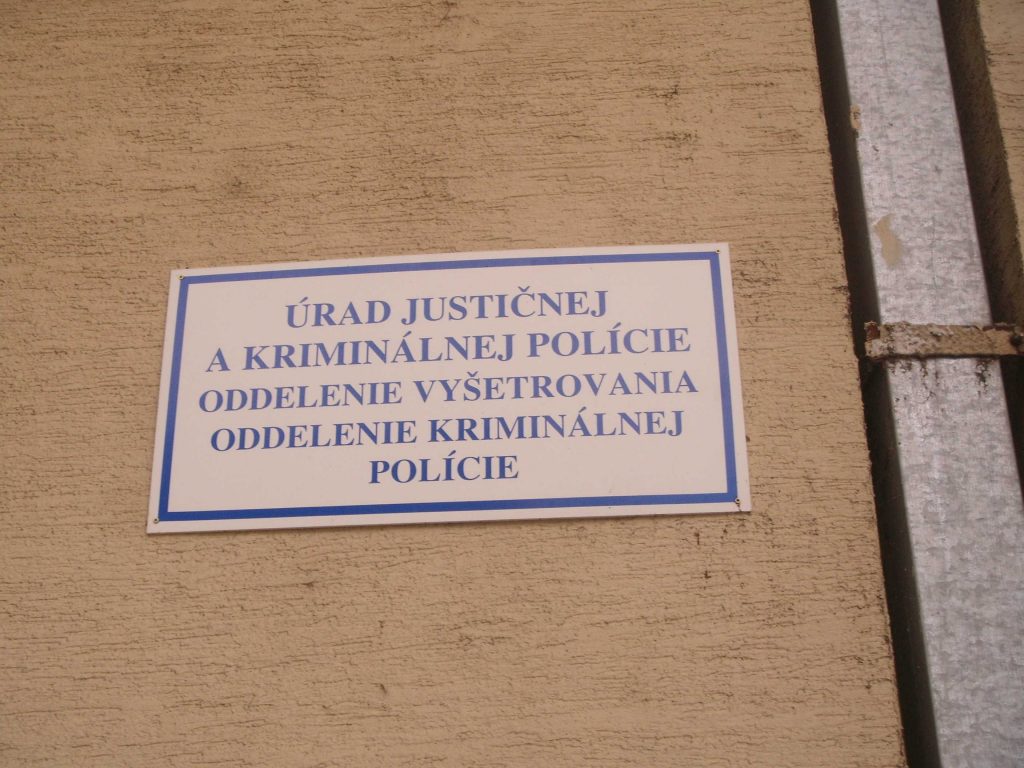 ÚRAD JUSTIČNEJ
A KRIMINÁLNEJ POLÍCIE
ODDELENIE VYŠETROVANIA
ODDELENIE KRIMINÁLNEJ
POLÍCIE